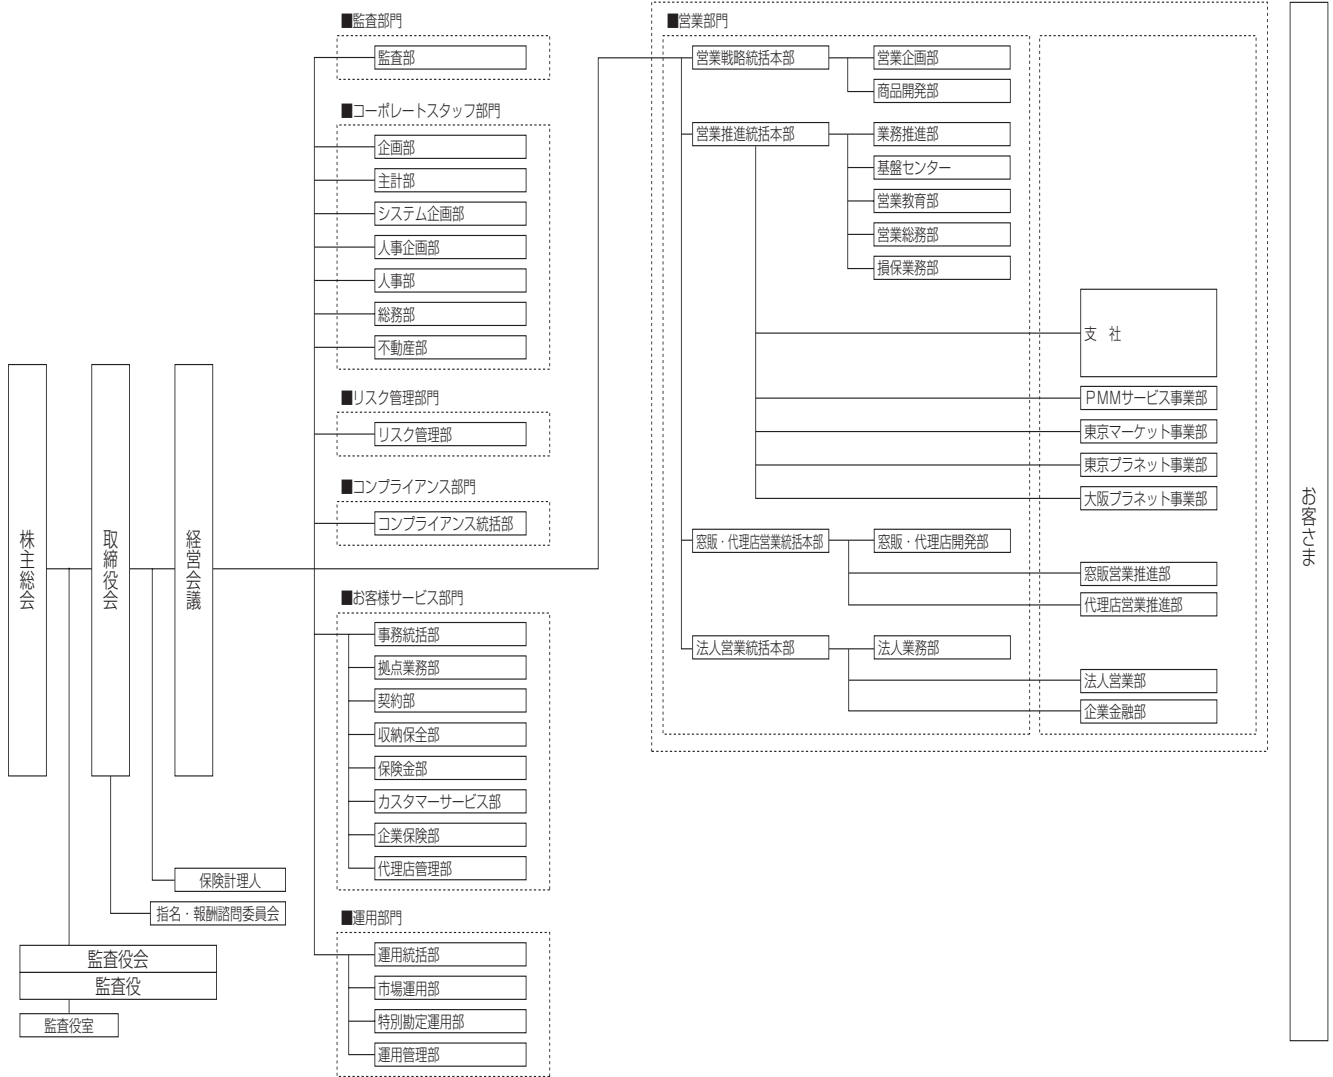 株主総会
取締役会
経営会議
保険計理人
指名・報酬諮問委員会
監査役会
監査役
監査役室
■監査部門
監査部
■コーポレートスタッフ部門
企画部
主計部
システム企画部
人事企画部
人事部
総務部
不動産部
■リスク管理部門
リスク管理部
■コンプライアンス部門
コンプライアンス統括部
■お客様サービス部門
事務統括部
拠点業務部
契約部
収納保全部
保険金部
カスタマーサービス部
企業保険部
代理店管理部
■運用部門
運用統括部
市場運用部
特別勘定運用部
運用管理部
■営業部門
営業戦略統括本部
営業企画部
商品開発部
営業推進統括本部
業務推進部
基盤センター
営業教育部
営業総務部
損保業務部
支　社
PMMサービス事業部
東京マーケット事業部
東京プラネット事業部
大阪プラネット事業部
窓販・代理店営業統括本部
窓販・代理店開発部
窓販営業推進部
代理店営業推進部
法人営業統括本部
法人業務部
法人営業部
企業金融部
お客さま